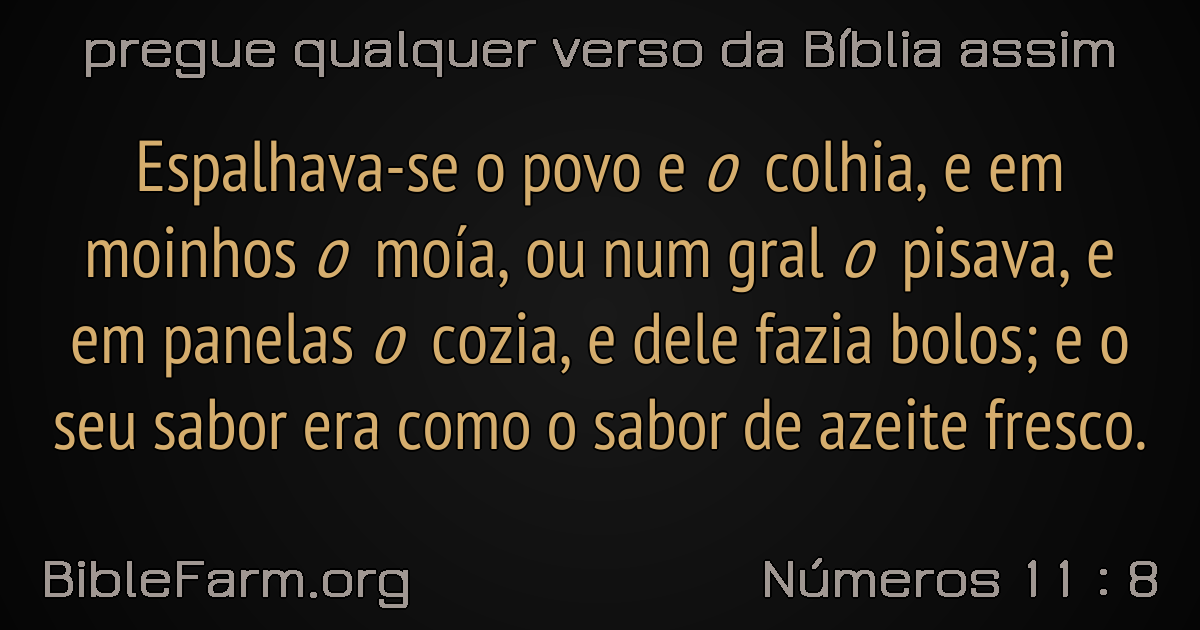 pregue qualquer verso da Bíblia assim
Espalhava-se o povo e o colhia, e em
moinhos o moía, ou num gral o pisava, e
em panelas o cozia, e dele fazia bolos; e o
seu sabor era como o sabor de azeite fresco.
BibleFarm.org
Números 11 : 8